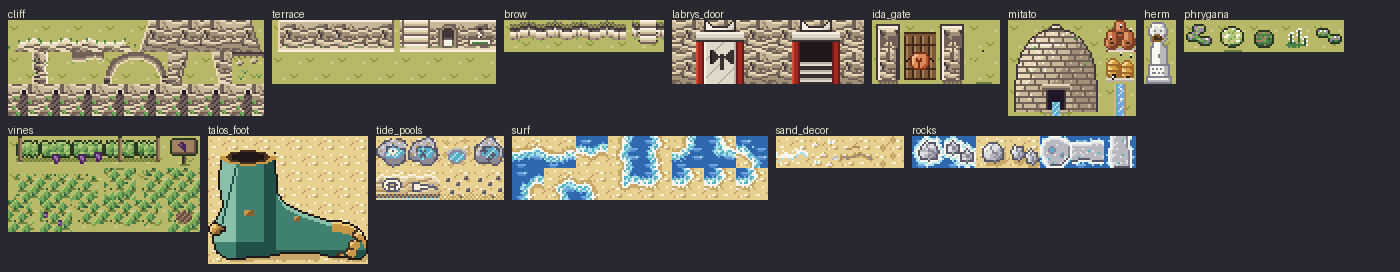 cliff
terrace
brow
labrys_door
ida_gate
mitato
herm
phrygana
vines
talos_foot
tide_pools
surf
sand_decor
rocks